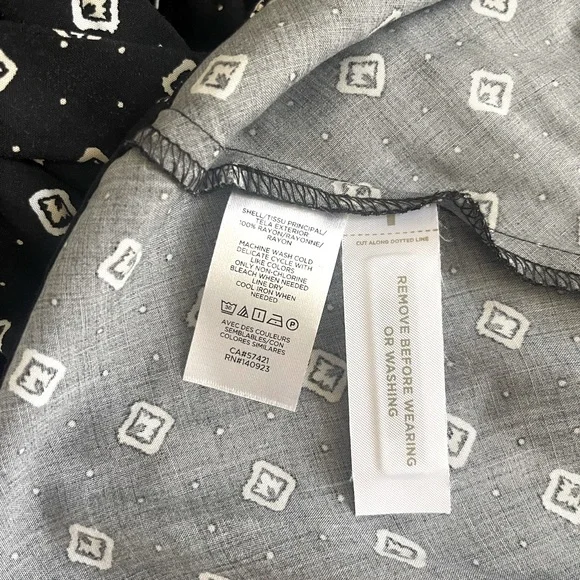 SHELL/TISSU PRINCIPAL/
TELA EXTERIOR
100% RAYON/RAYONNE/
RAYON
MACHINE WASH COLD
DELICATE CYCLE WITH
LIKE COLORS
ONLY NON-CHLORINE
BLEACH WHEN NEEDED
LINE DRY
COOL IRON WHEN
NEEDED
P
AVEC DES COULEURS
SEMBLABLES/CON
COLORES SIMILARES
CA#57421
RN#140923
CUT ALONG DOTTED LINE
REMOVE BEFORE WEARING
OR WASHING